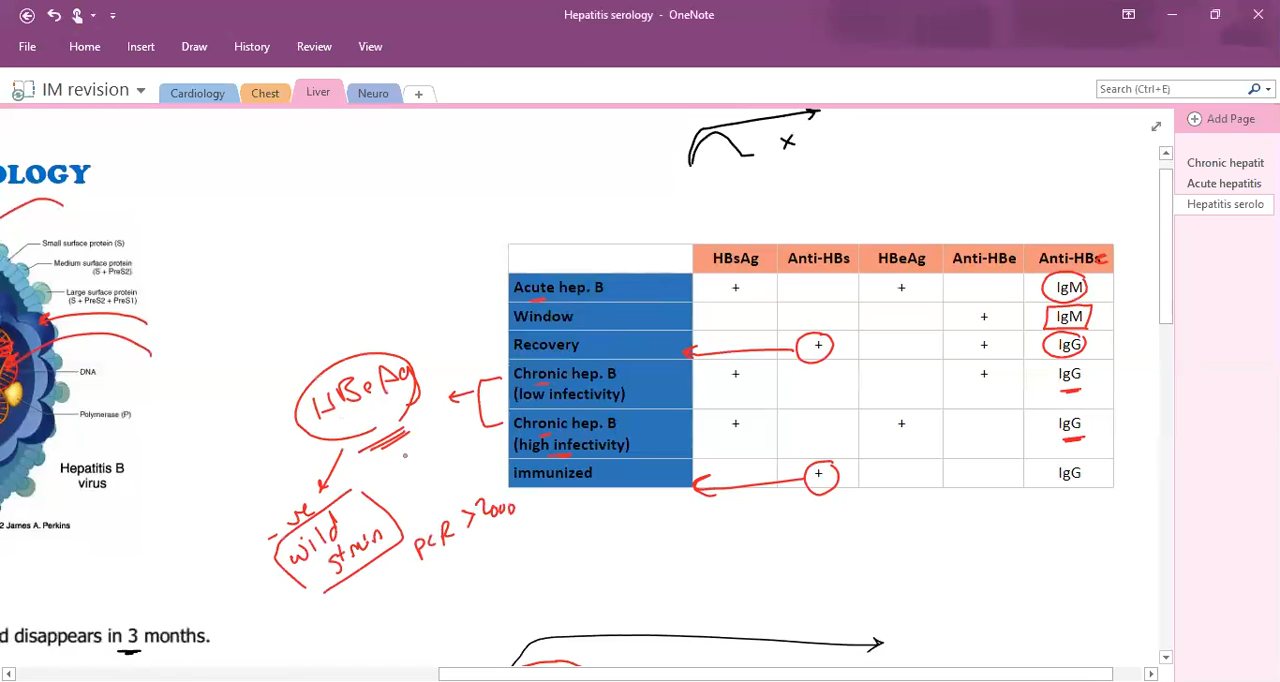 Hepatitis serology - OneNote
File Home Insert Draw History Review View
IM revision Cardiology Chest Liver Neuro +
Search (Ctrl+E)
Add Page
Chronic hepatit
Acute hepatitis
Hepatitis serolo
OLOGY
Small surface protein (S)
Medium surface protein
(S + PreS2)
Large surface protein
(S + PreS2 + PreS1)
DNA
Polymerase (P)
Hepatitis B
virus
2 James A. Perkins
d disappears in 3 months.
x
HBsAg Anti-HBs HBeAg Anti-HBe Anti-HBc
Acute hep. B + + IgM
Window + IgM
Recovery + + IgG
Chronic hep. B + + IgG
(low infectivity)
Chronic hep. B + + IgG
(high infectivity)
immunized + IgG
HBeAg
-ve
wild
strain
PCR >2000